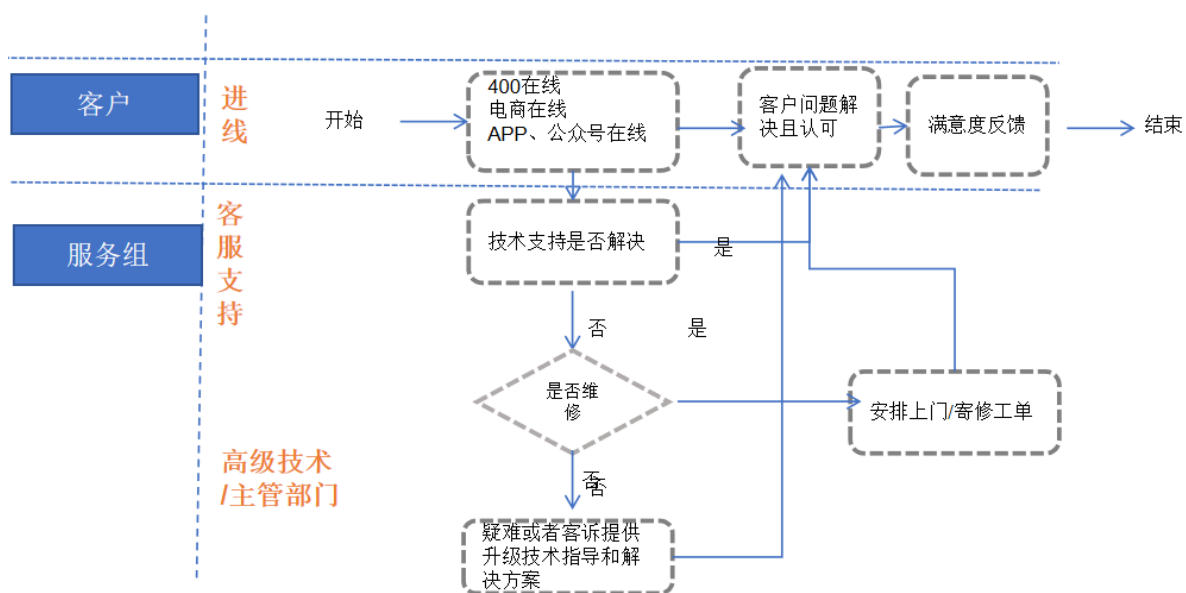 客户
进
线
开始
400在线
电商在线
APP、公众号在线
客户问题解
决且认可
满意度反馈
结束
服务组
客
服
支
持
技术支持是否解决
是
否
是
是否维
修
安排上门/寄修工单
高级技术
/主管部门
否
否
疑难或者客诉提供
升级技术指导和解
决方案